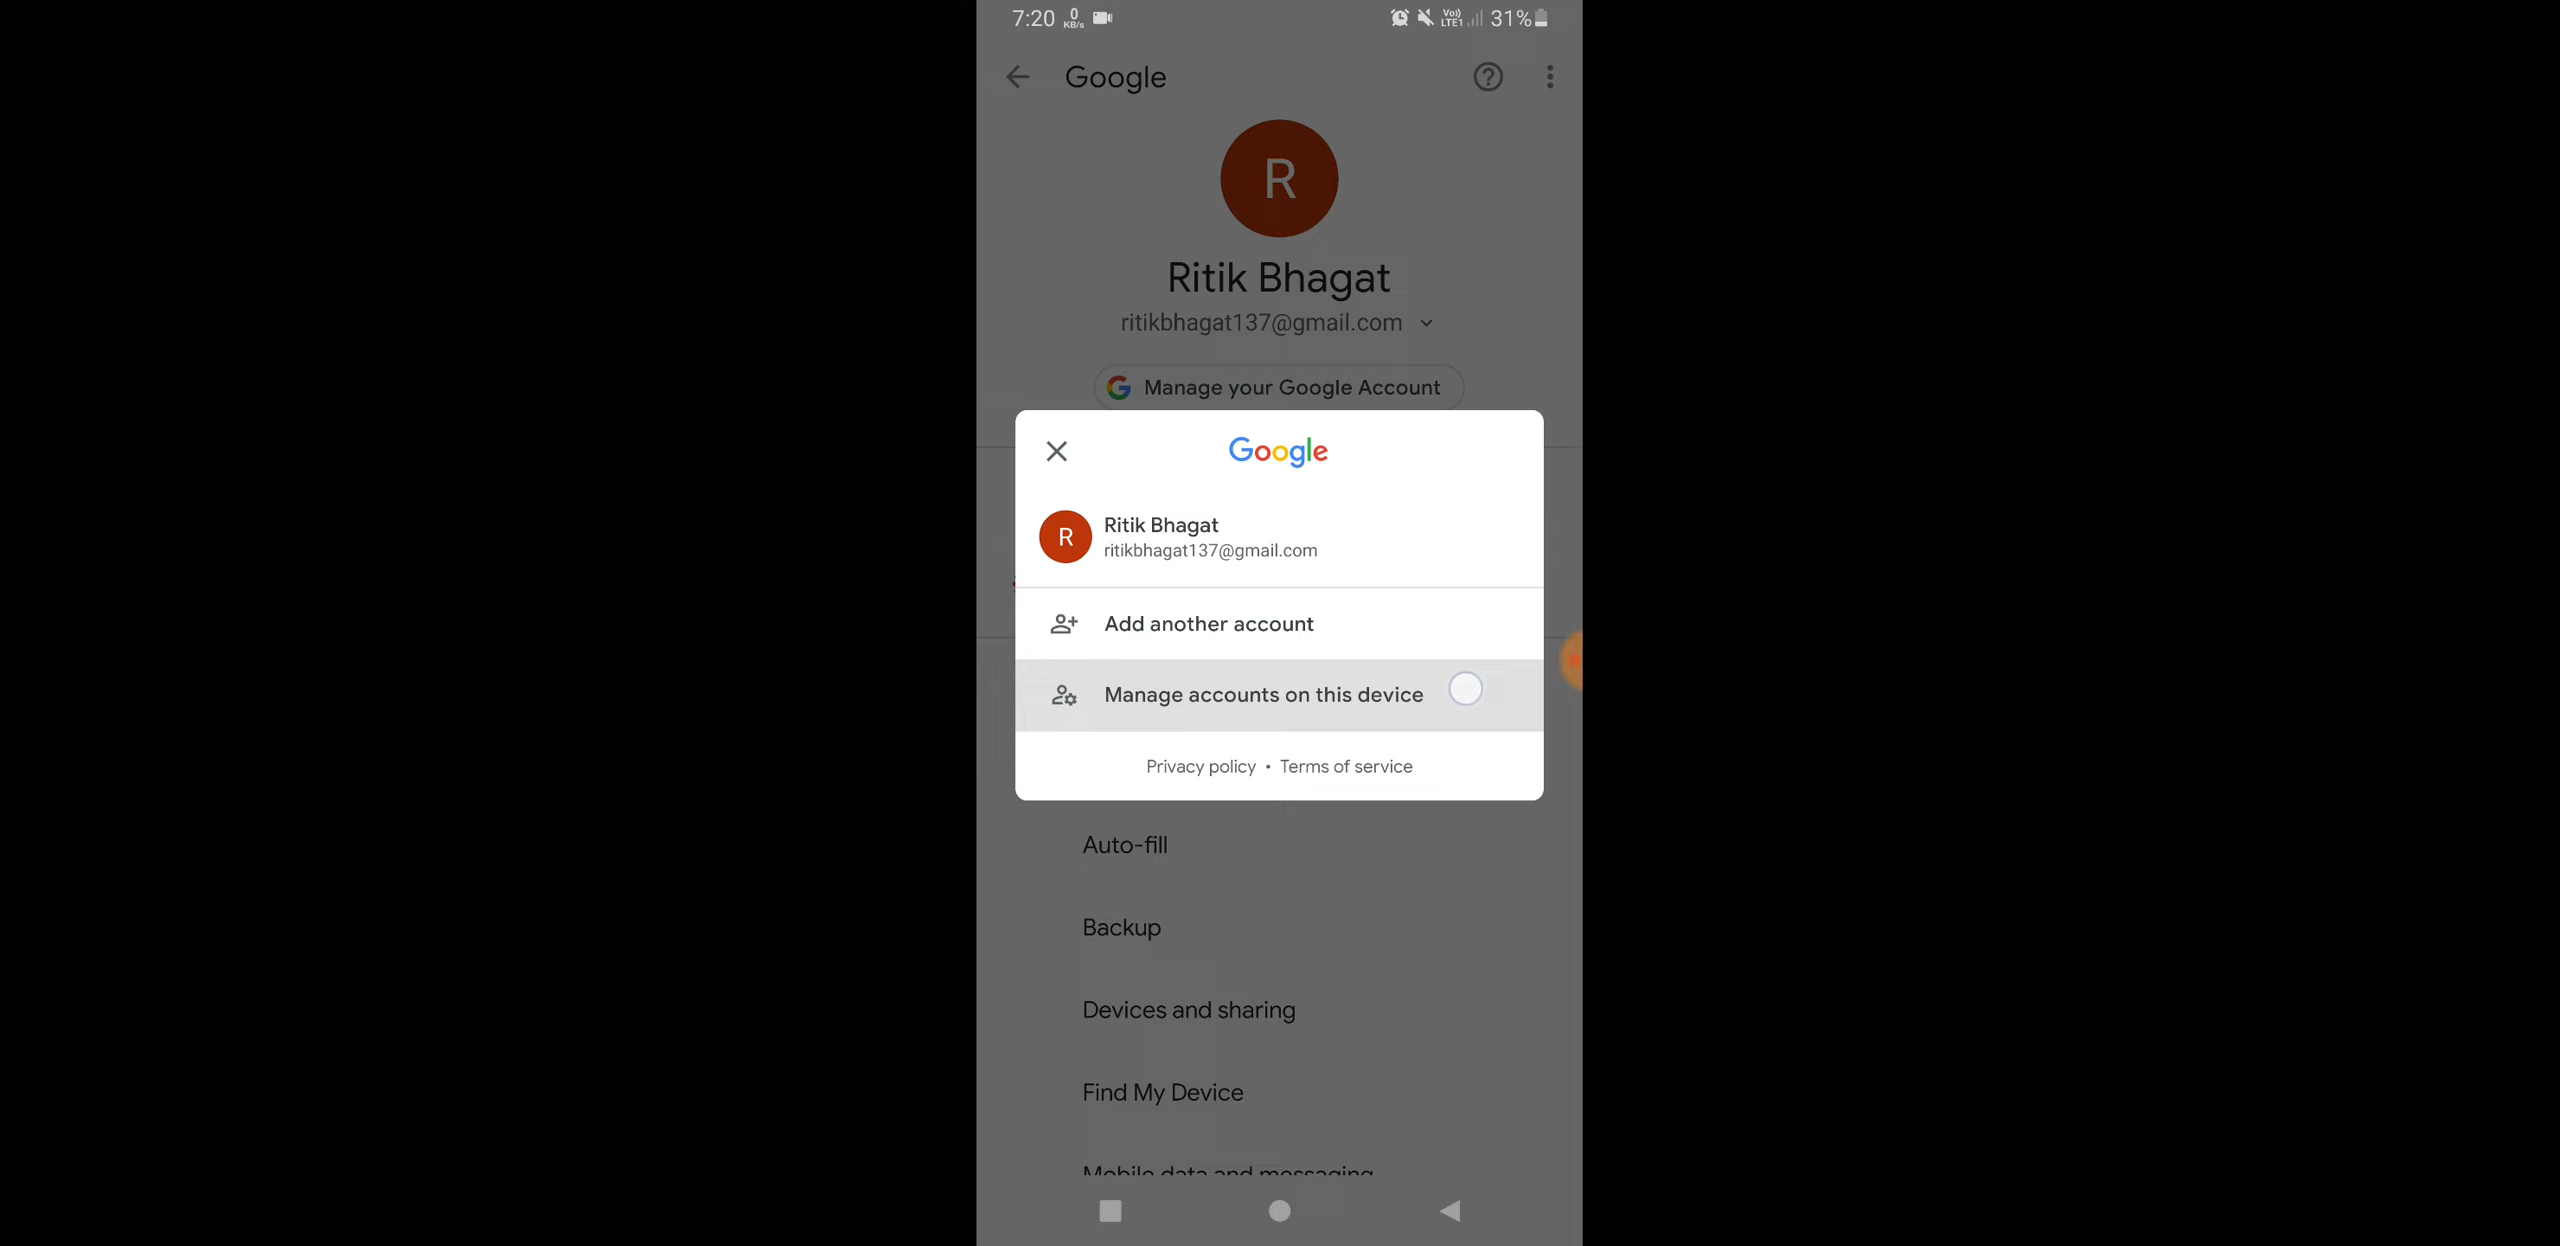 7:20 0 KB/s Vo) LTE1 31%
Google
R
Ritik Bhagat
ritikbhagat137@gmail.com
Manage your Google Account
Google
R Ritik Bhagat
ritikbhagat137@gmail.com
Add another account
Manage accounts on this device
Privacy policy • Terms of service
Auto-fill
Backup
Devices and sharing
Find My Device
Mobile data and messaging